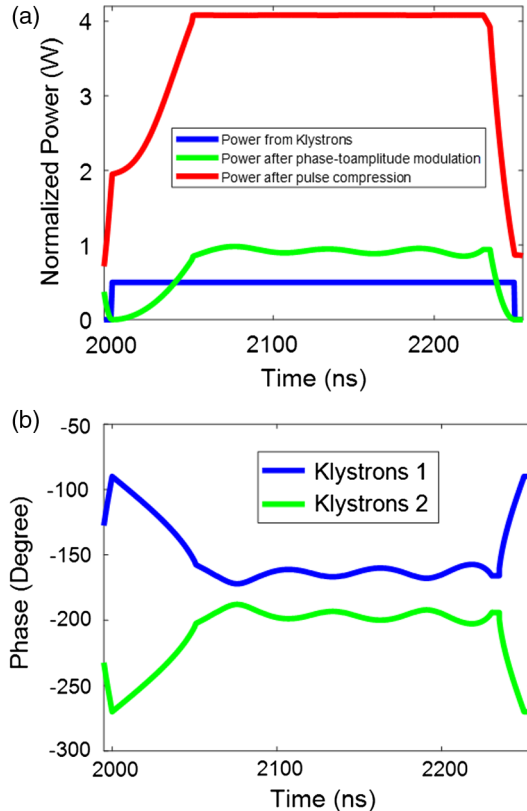 (a)
Normalized Power (W)
4
3
2
1
0
Power from Klystrons
Power after phase-toamplitude modulation
Power after pulse compression
2000 2100 2200
Time (ns)
(b)
Phase (Degree)
-50
-100
-150
-200
-250
-300
Klystrons 1
Klystrons 2
2000 2100 2200
Time (ns)